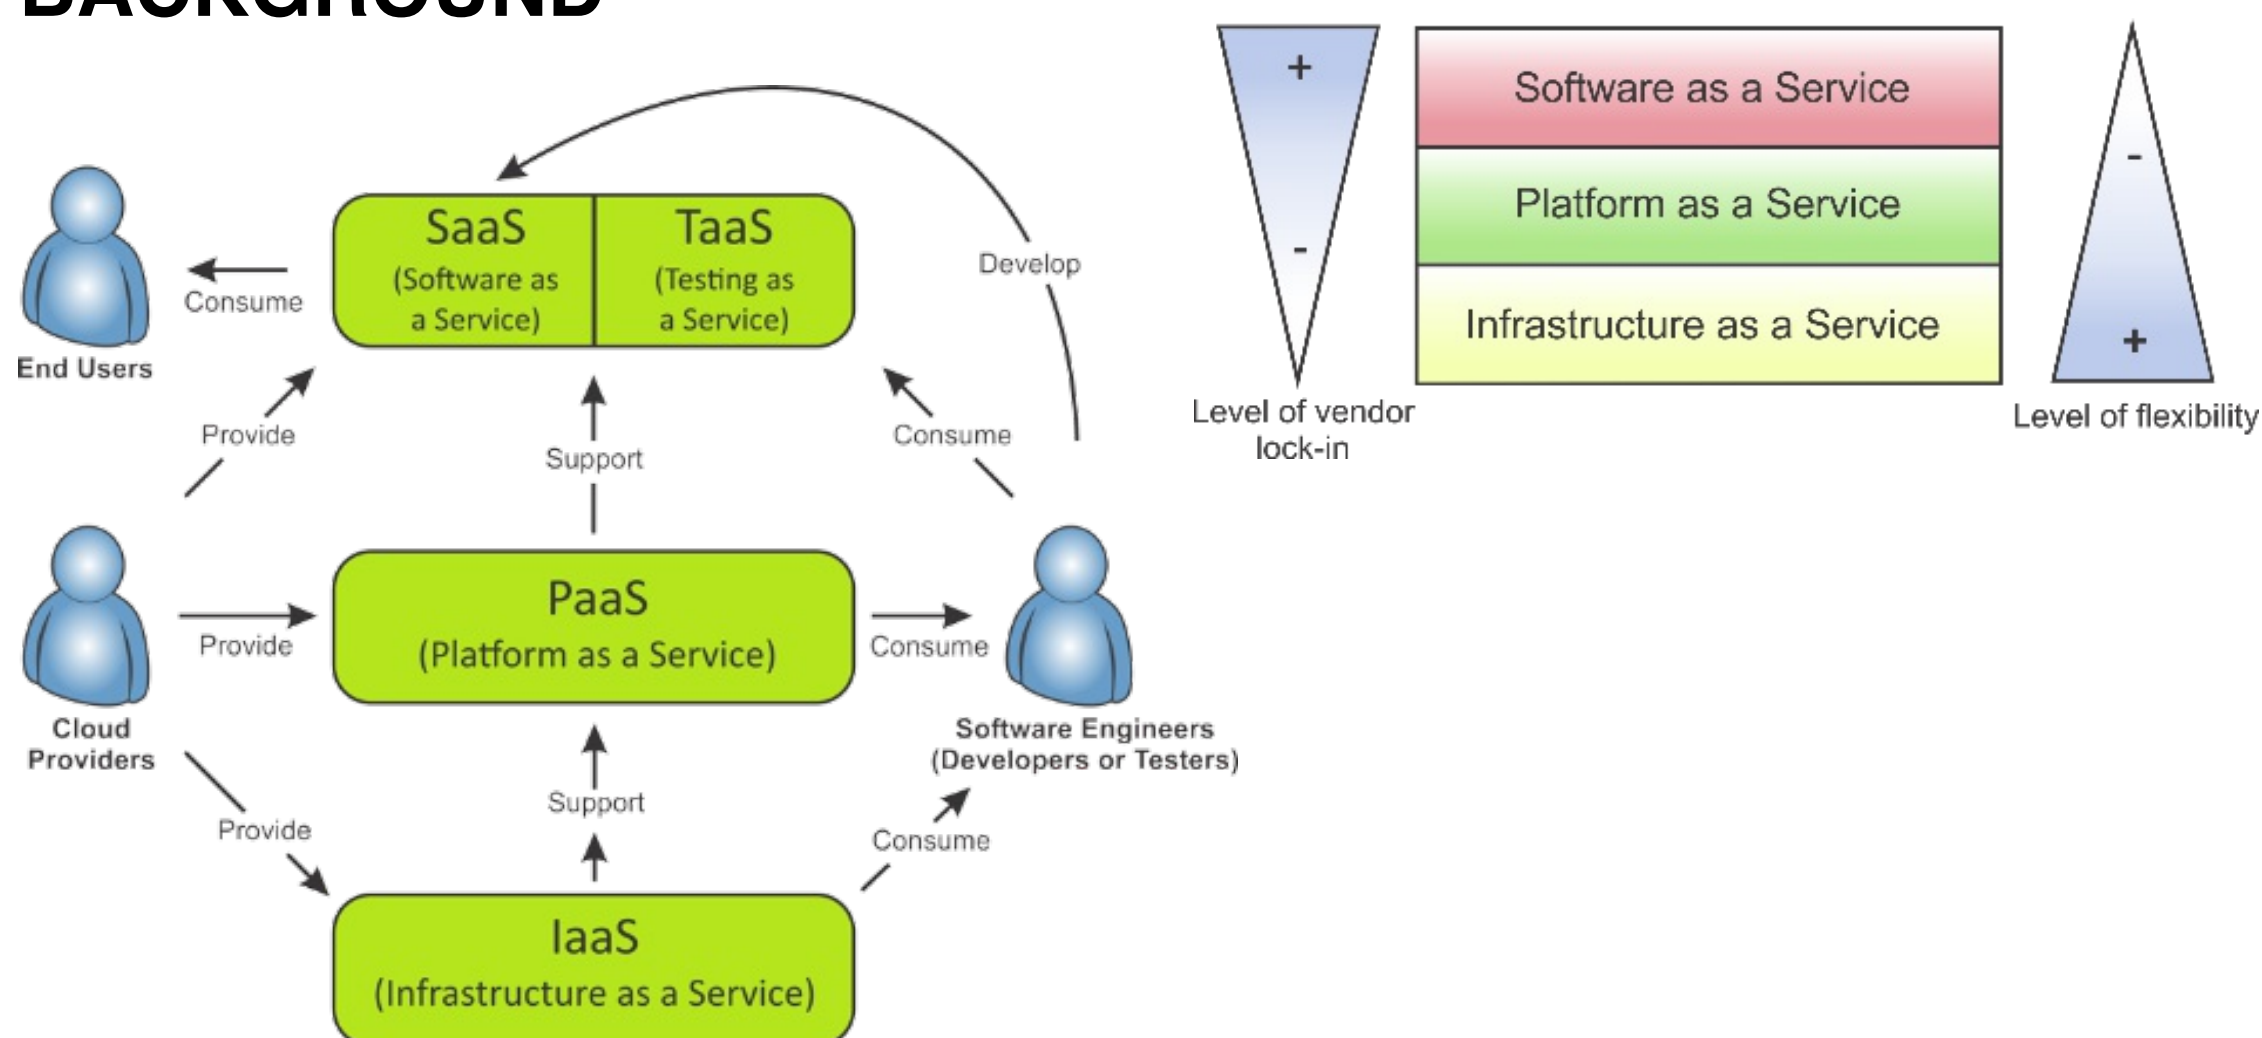 BACKGROUND
SaaS
(Software as
a Service)
TaaS
(Testing as
a Service)
Consume
End Users
Develop
Provide
Support
Consume
PaaS
(Platform as a Service)
Provide
Consume
Cloud
Providers
Software Engineers
(Developers or Testers)
Support
Provide
Consume
IaaS
(Infrastructure as a Service)
+
-
Level of vendor
lock-in
Software as a Service
Platform as a Service
Infrastructure as a Service
-
+
Level of flexibility